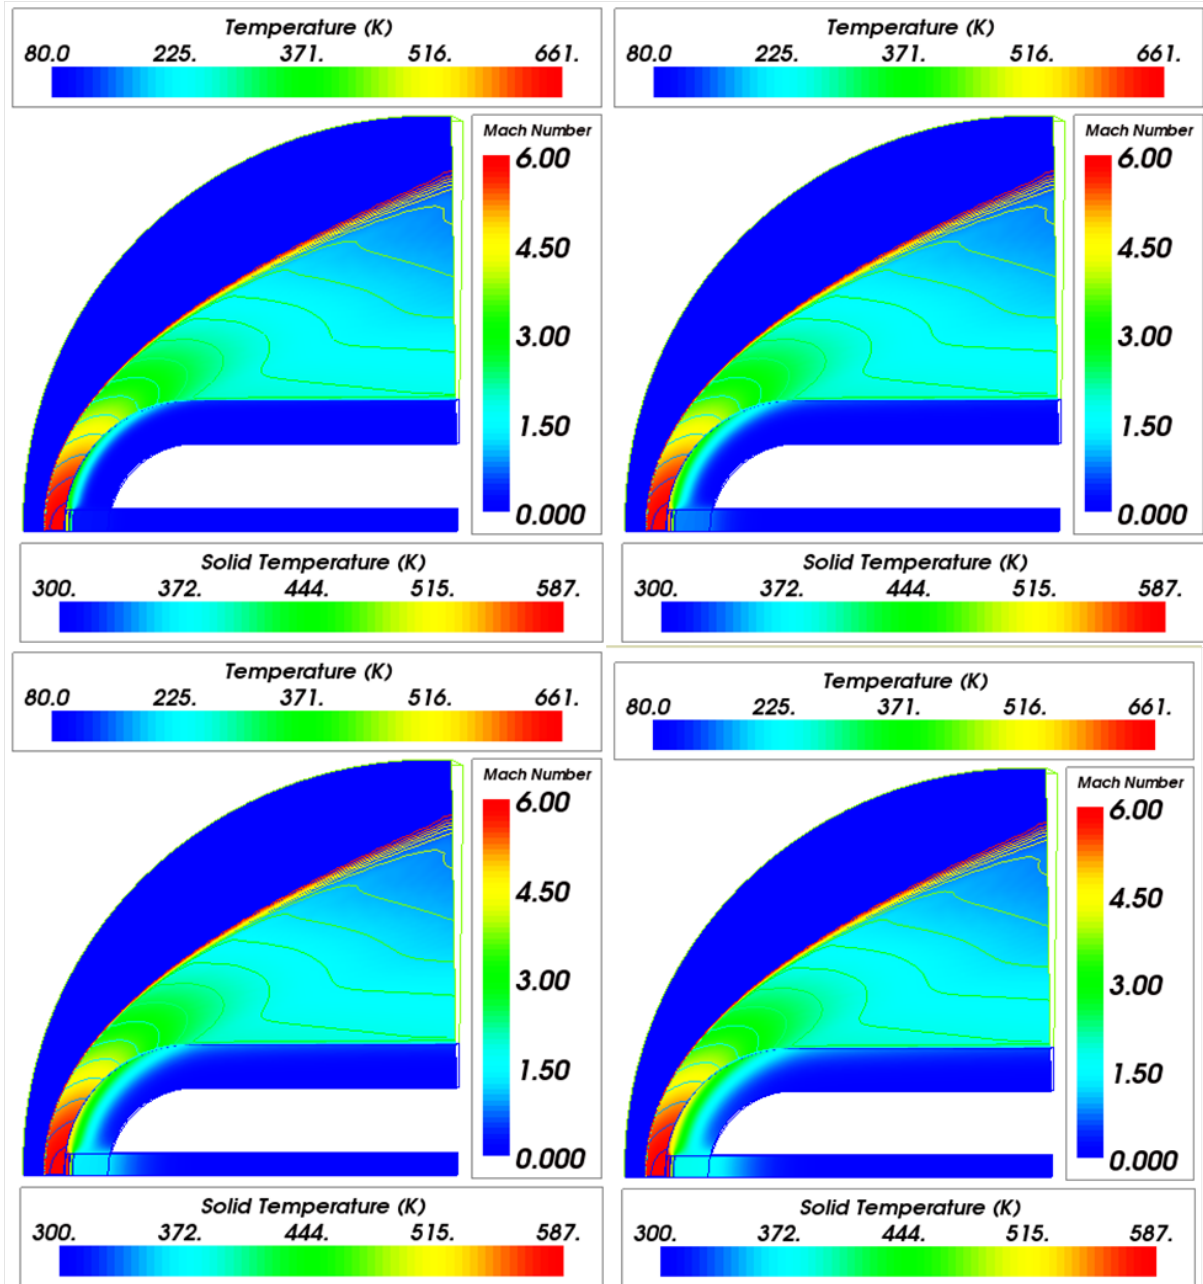 Temperature (K)
80.0 225. 371. 516. 661.
Mach Number
6.00
4.50
3.00
1.50
0.000
Solid Temperature (K)
300. 372. 444. 515. 587.
Temperature (K)
80.0 225. 371. 516. 661.
Mach Number
6.00
4.50
3.00
1.50
0.000
Solid Temperature (K)
300. 372. 444. 515. 587.
Temperature (K)
80.0 225. 371. 516. 661.
Mach Number
6.00
4.50
3.00
1.50
0.000
Solid Temperature (K)
300. 372. 444. 515. 587.
Temperature (K)
80.0 225. 371. 516. 661.
Mach Number
6.00
4.50
3.00
1.50
0.000
Solid Temperature (K)
300. 372. 444. 515. 587.